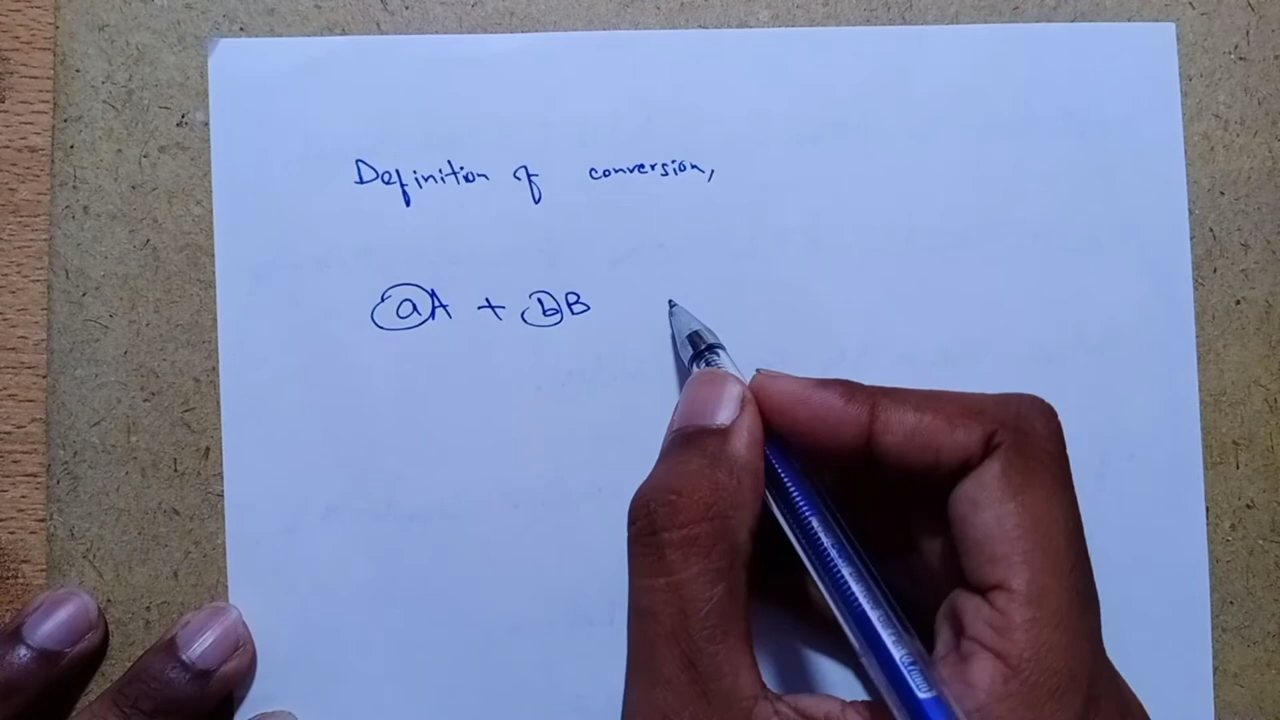 Definition of conversion,
aA + bB